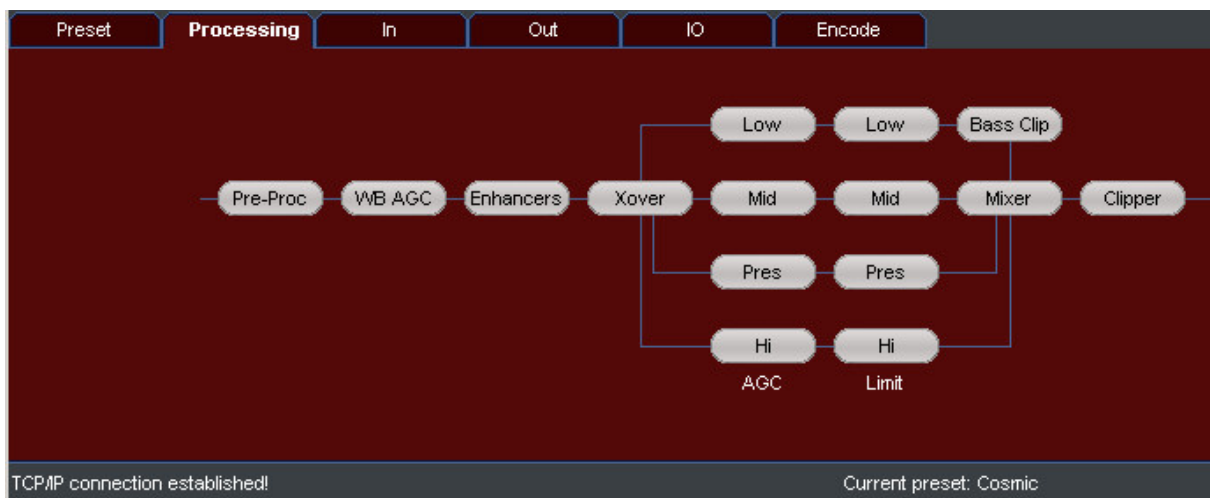 Preset Processing In Out IO Encode
Low Low Bass Clip
Pre-Proc WB AGC Enhancers Xover Mid Mid Mixer Clipper
Pres Pres
Hi Hi
AGC Limit
TCP/IP connection established! Current preset: Cosmic